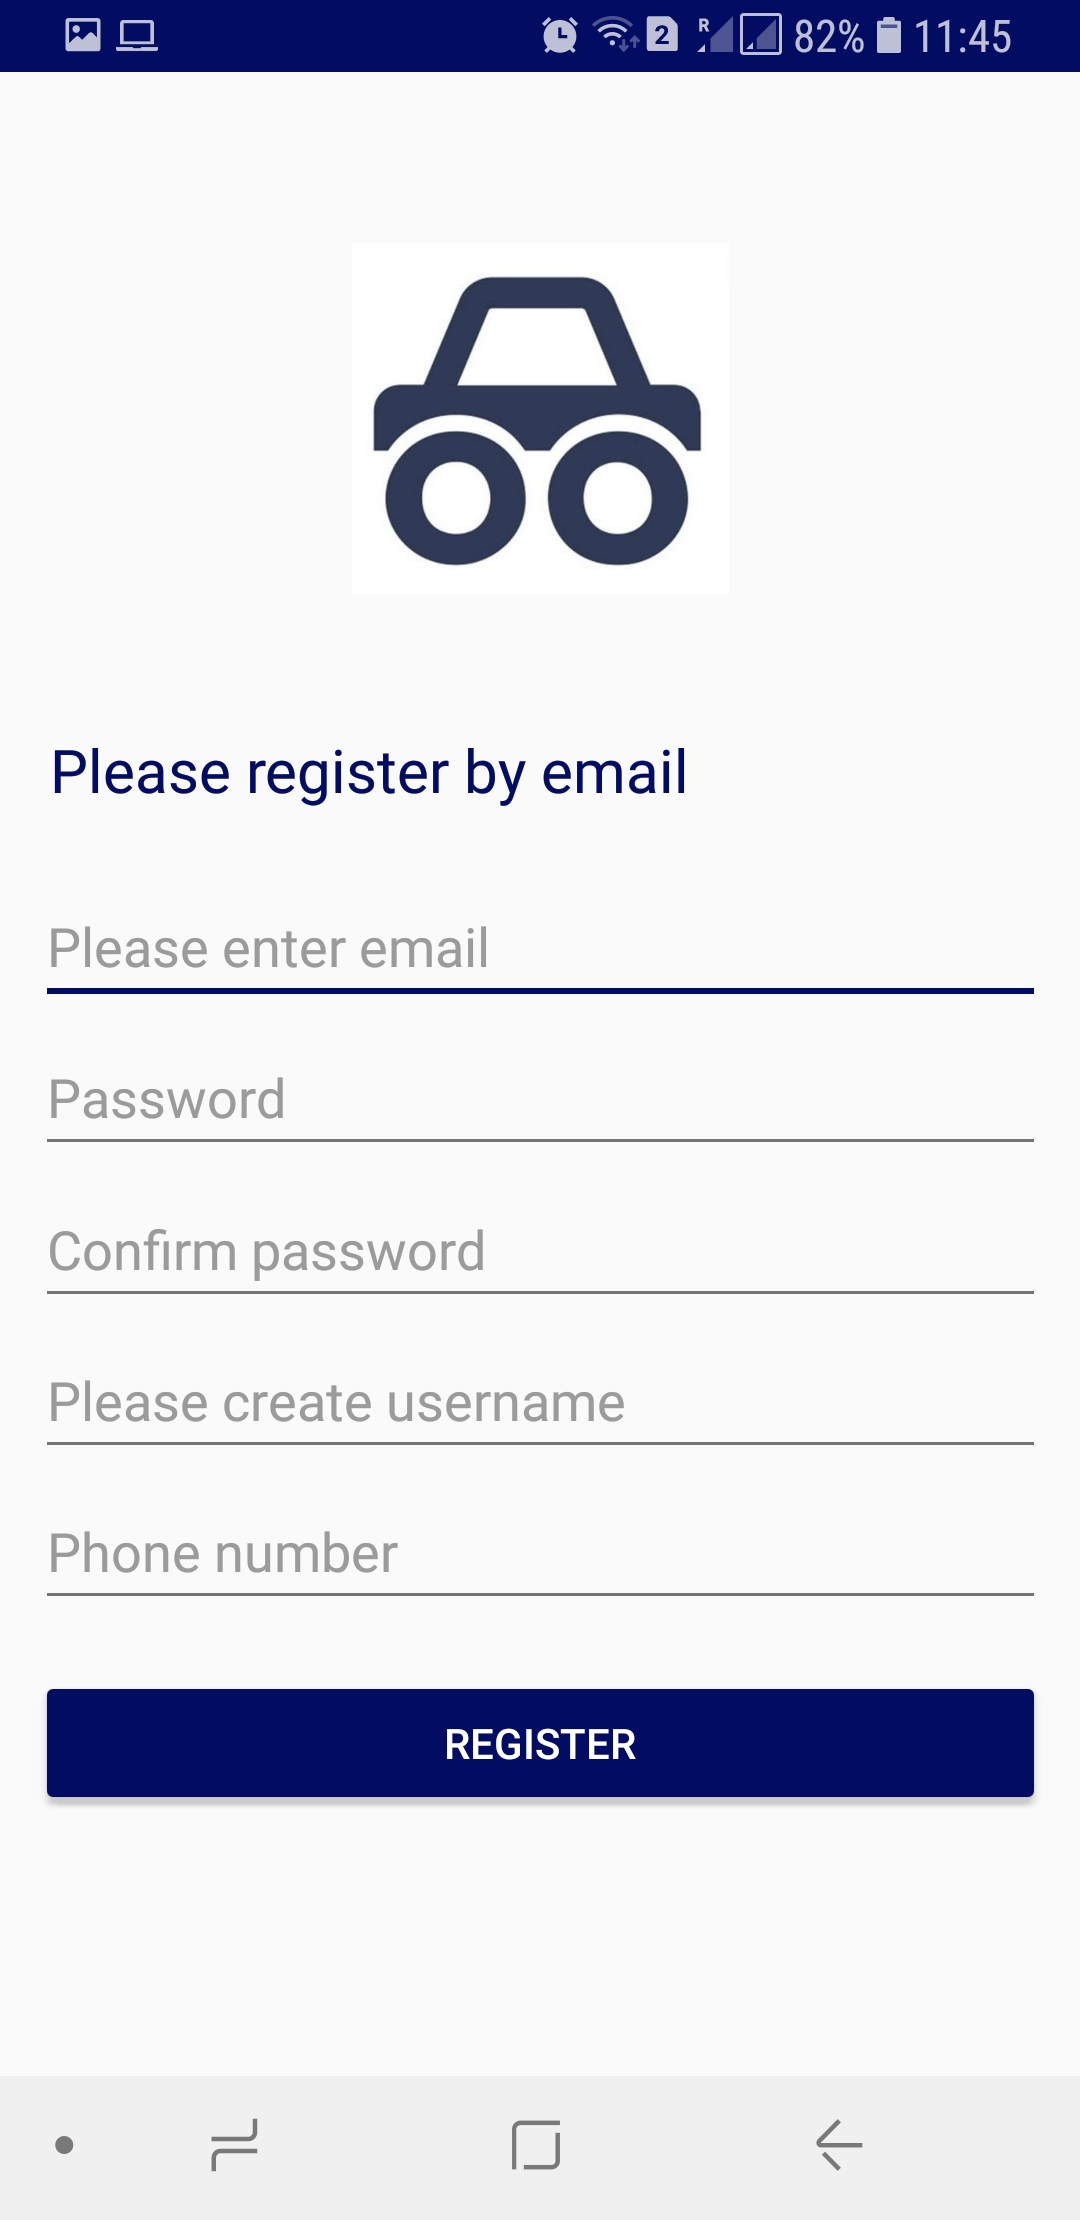 2 R 82% 11:45
Please register by email
Please enter email
Password
Confirm password
Please create username
Phone number
REGISTER